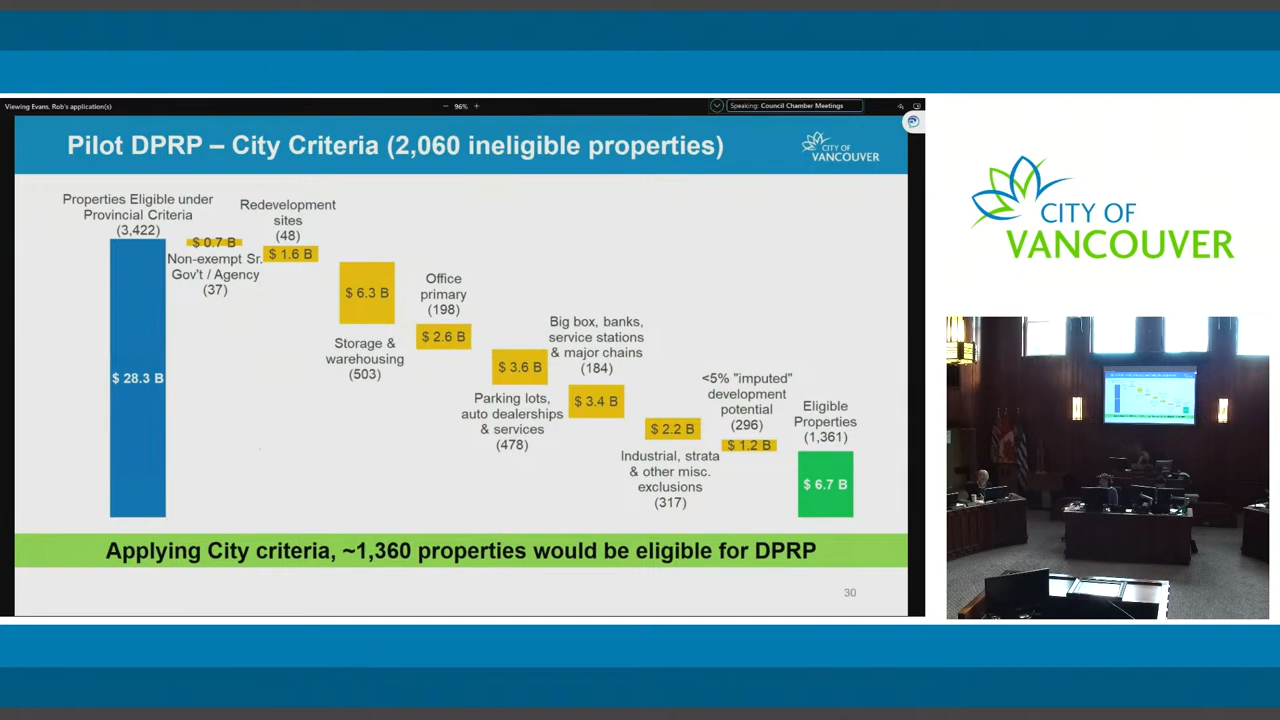 Viewing Evans, Rob's application(s)
− 96% +
Speaking: Council Chamber Meetings
Pilot DPRP – City Criteria (2,060 ineligible properties)
CITY OF
VANCOUVER
Properties Eligible under
Provincial Criteria
(3,422)
$ 28.3 B
$ 0.7 B
Non-exempt Sr.
Gov't / Agency
(37)
Redevelopment
sites
(48)
$ 1.6 B
$ 6.3 B
Storage &
warehousing
(503)
Office
primary
(198)
$ 2.6 B
$ 3.6 B
Parking lots,
auto dealerships
& services
(478)
Big box, banks,
service stations
& major chains
(184)
$ 3.4 B
$ 2.2 B
Industrial, strata
& other misc.
exclusions
(317)
<5% "imputed"
development
potential
(296)
$ 1.2 B
Eligible
Properties
(1,361)
$ 6.7 B
Applying City criteria, ~1,360 properties would be eligible for DPRP
30
CITY OF
VANCOUVER